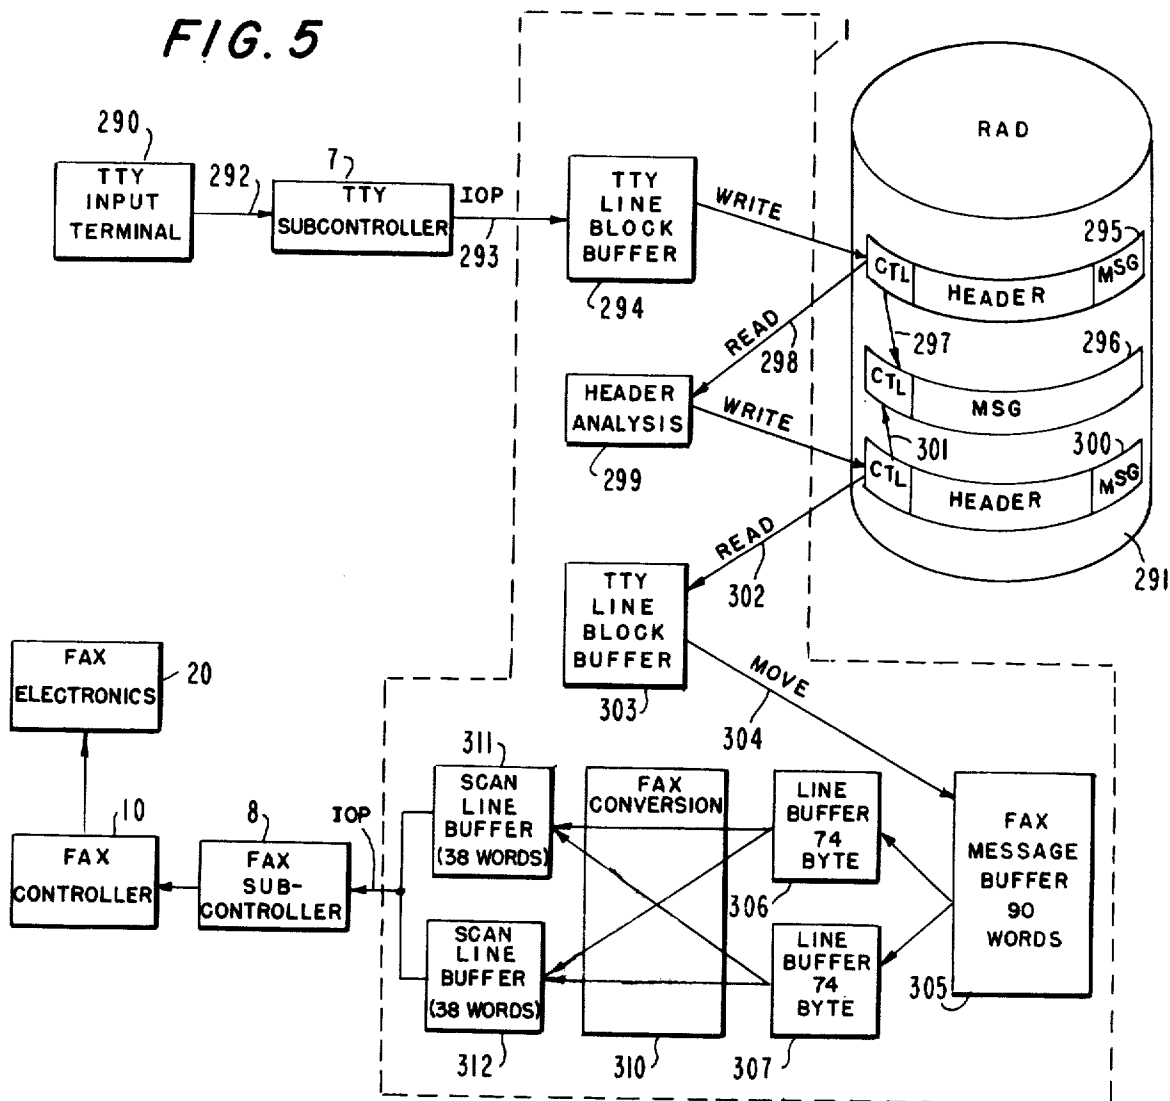 FIG. 5
1
RAD
290
TTY
INPUT
TERMINAL
292
7
TTY
SUBCONTROLLER
IOP
293
TTY
LINE
BLOCK
BUFFER
294
WRITE
295
CTL
HEADER
MSG
READ
298
297
296
CTL
MSG
HEADER
ANALYSIS
299
WRITE
301
300
CTL
HEADER
MSG
291
READ
302
TTY
LINE
BLOCK
BUFFER
303
MOVE
304
FAX
ELECTRONICS
20
10
FAX
CONTROLLER
8
FAX
SUB-
CONTROLLER
IOP
311
SCAN
LINE
BUFFER
(38 WORDS)
SCAN
LINE
BUFFER
(38 WORDS)
312
FAX
CONVERSION
310
LINE
BUFFER
74
BYTE
306
LINE
BUFFER
74
BYTE
307
FAX
MESSAGE
BUFFER
90
WORDS
305